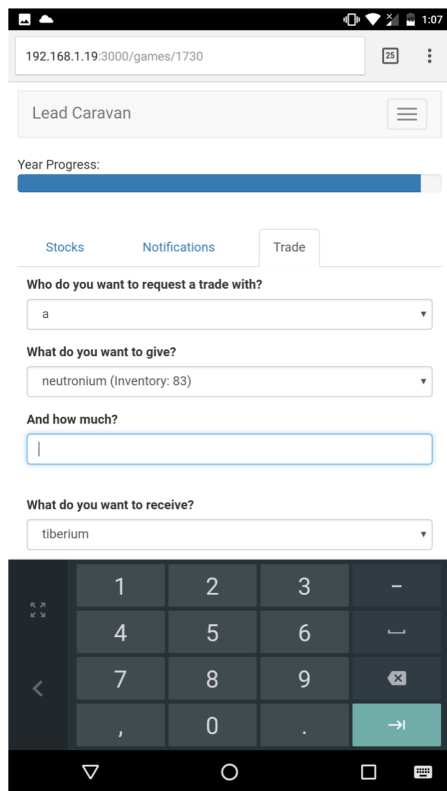 1:07
192.168.1.19:3000/games/1730
25
Lead Caravan
Year Progress:
Stocks Notifications Trade
Who do you want to request a trade with?
a
What do you want to give?
neutronium (Inventory: 83)
And how much?
What do you want to receive?
tiberium
1 2 3 –
4 5 6
7 8 9
, 0 .